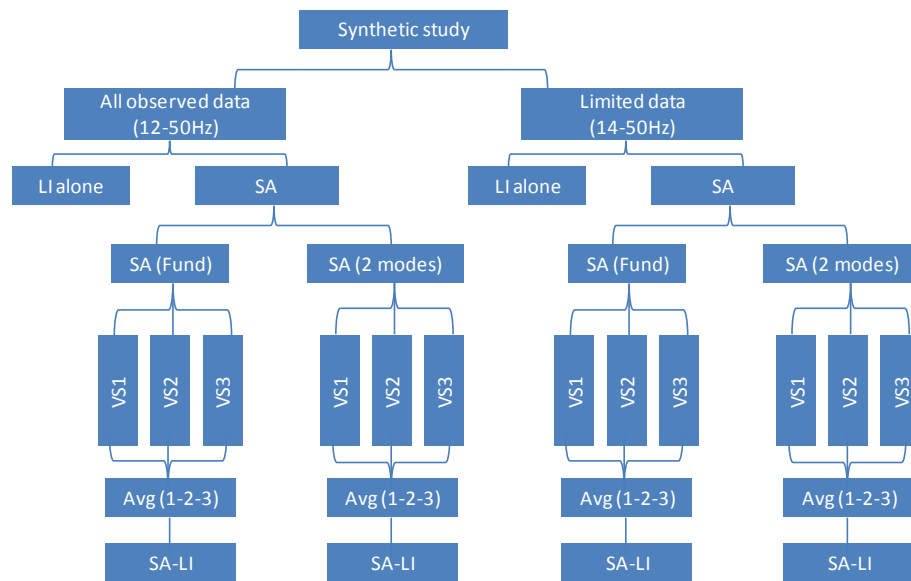 Synthetic study
All observed data
(12-50Hz)
Limited data
(14-50Hz)
LI alone
SA
LI alone
SA
SA (Fund)
SA (2 modes)
SA (Fund)
SA (2 modes)
VS1
VS2
VS3
VS1
VS2
VS3
VS1
VS2
VS3
VS1
VS2
VS3
Avg (1-2-3)
Avg (1-2-3)
Avg (1-2-3)
Avg (1-2-3)
SA-LI
SA-LI
SA-LI
SA-LI